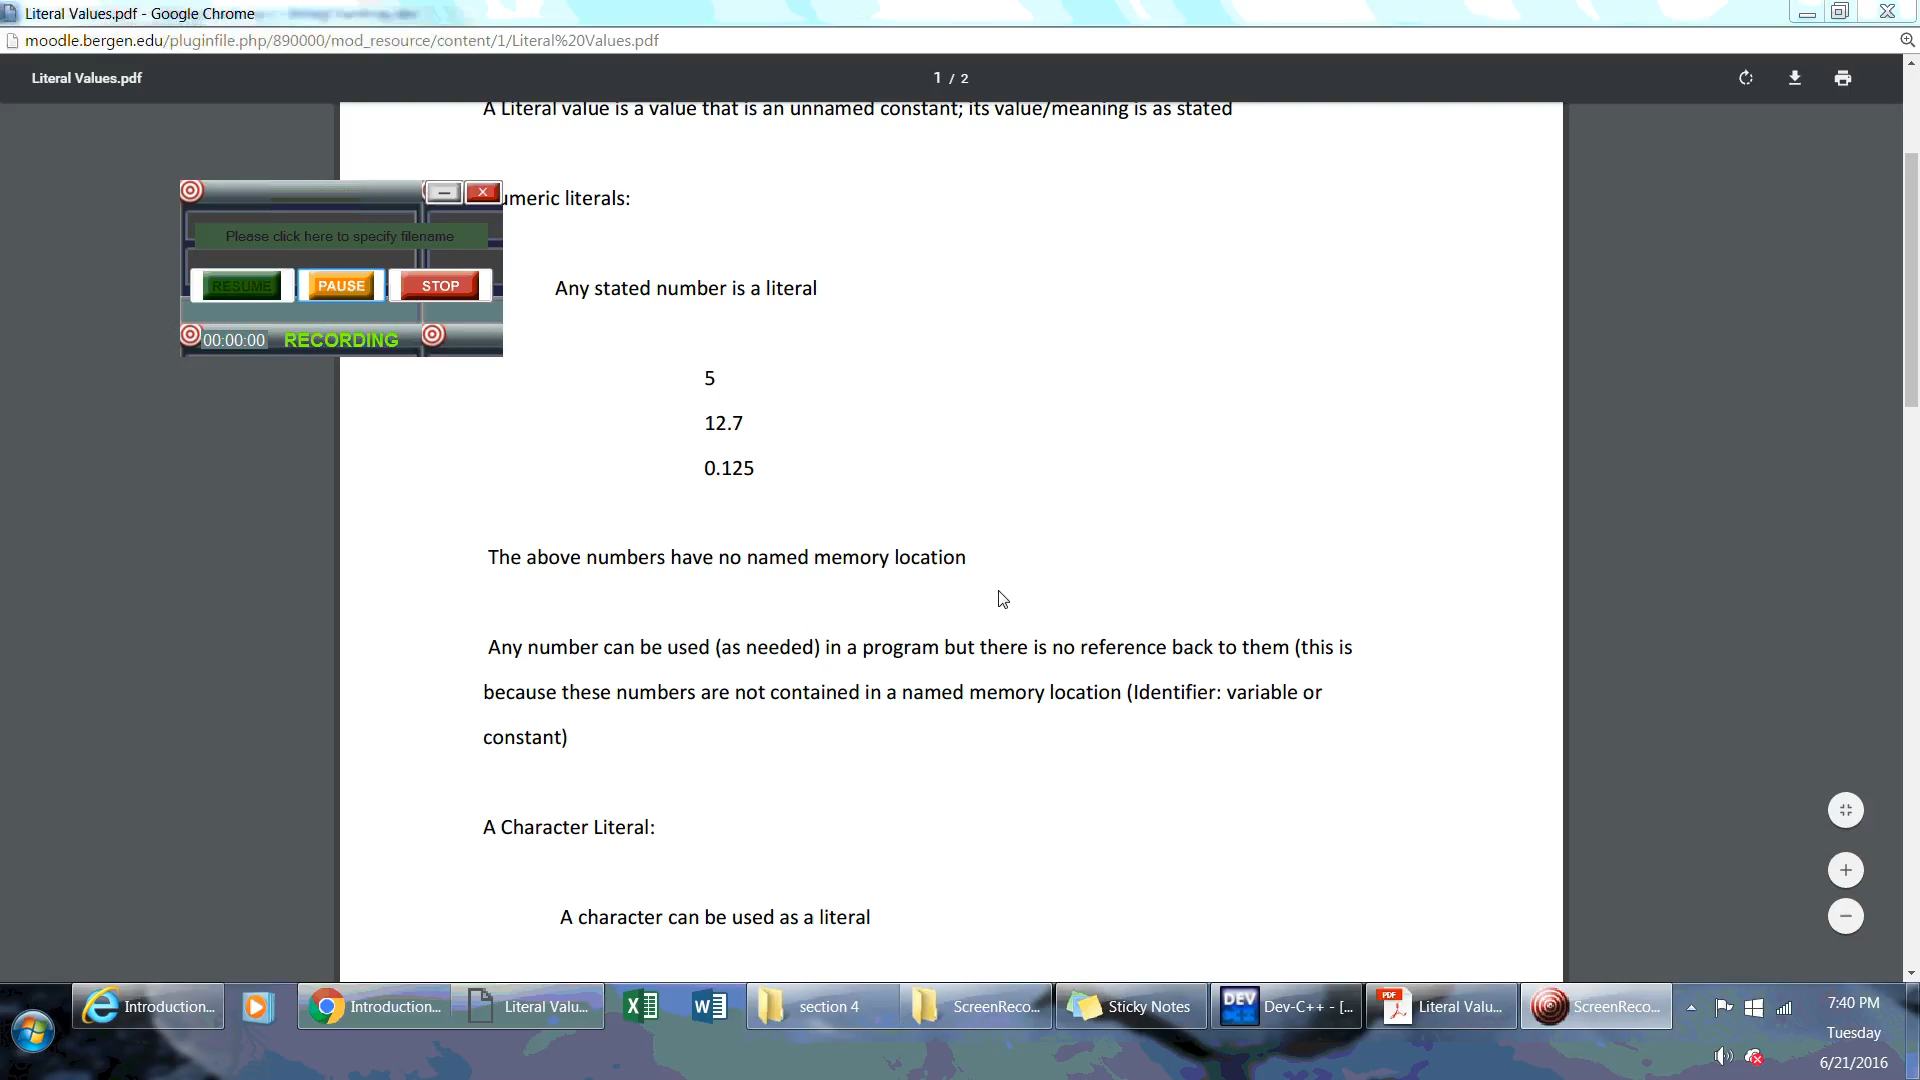 Literal Values.pdf - Google Chrome
moodle.bergen.edu/pluginfile.php/890000/mod_resource/content/1/Literal%20Values.pdf
Literal Values.pdf
1 / 2
A Literal value is a value that is an unnamed constant; its value/meaning is as stated
umeric literals:
Please click here to specify filename
RESUME
PAUSE
STOP
00:00:00
RECORDING
Any stated number is a literal
5
12.7
0.125
The above numbers have no named memory location
Any number can be used (as needed) in a program but there is no reference back to them (this is
because these numbers are not contained in a named memory location (Identifier: variable or
constant)
A Character Literal:
A character can be used as a literal
Introduction...
Introduction...
Literal Valu...
section 4
ScreenReco...
Sticky Notes
DEV
Dev-C++ - [...
PDF
Literal Valu...
ScreenReco...
7:40 PM
Tuesday
6/21/2016